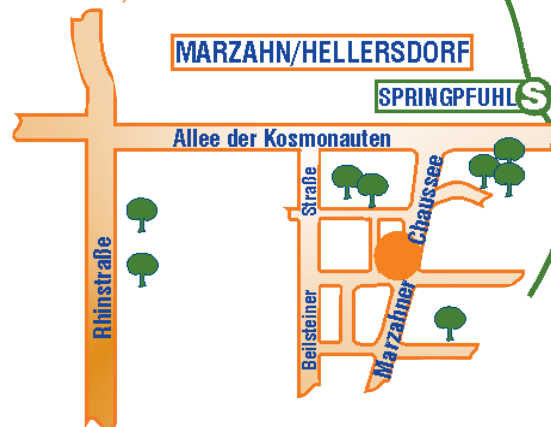 MARZAHN/HELLERSDORF
SPRINGPFUHL S
Allee der Kosmonauten
Rhinstraße
Beilsteiner Straße
Marzahner Chaussee